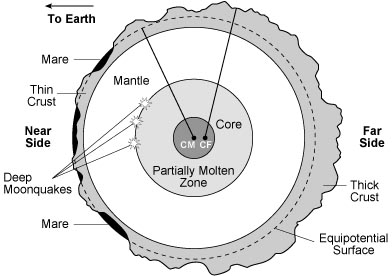 To Earth
Mare
Thin
Crust
Mantle
Near
Side
Core
CM
CF
Far
Side
Deep
Moonquakes
Partially Molten
Zone
Thick
Crust
Mare
Equipotential
Surface